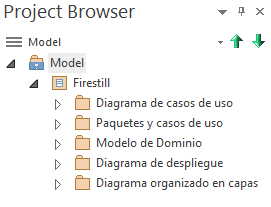 Project Browser
Model
Model
Firestill
Diagrama de casos de uso
Paquetes y casos de uso
Modelo de Dominio
Diagrama de despliegue
Diagrama organizado en capas